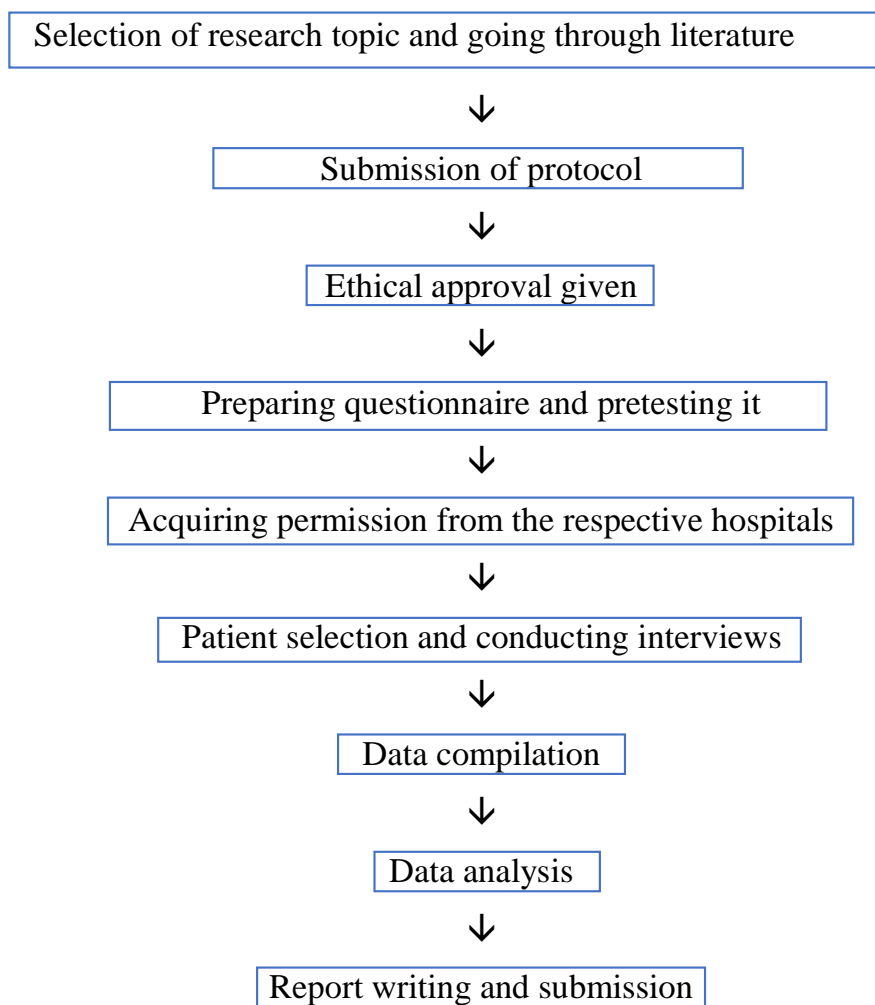 Selection of research topic and going through literature
Submission of protocol
Ethical approval given
Preparing questionnaire and pretesting it
Acquiring permission from the respective hospitals
Patient selection and conducting interviews
Data compilation
Data analysis
Report writing and submission